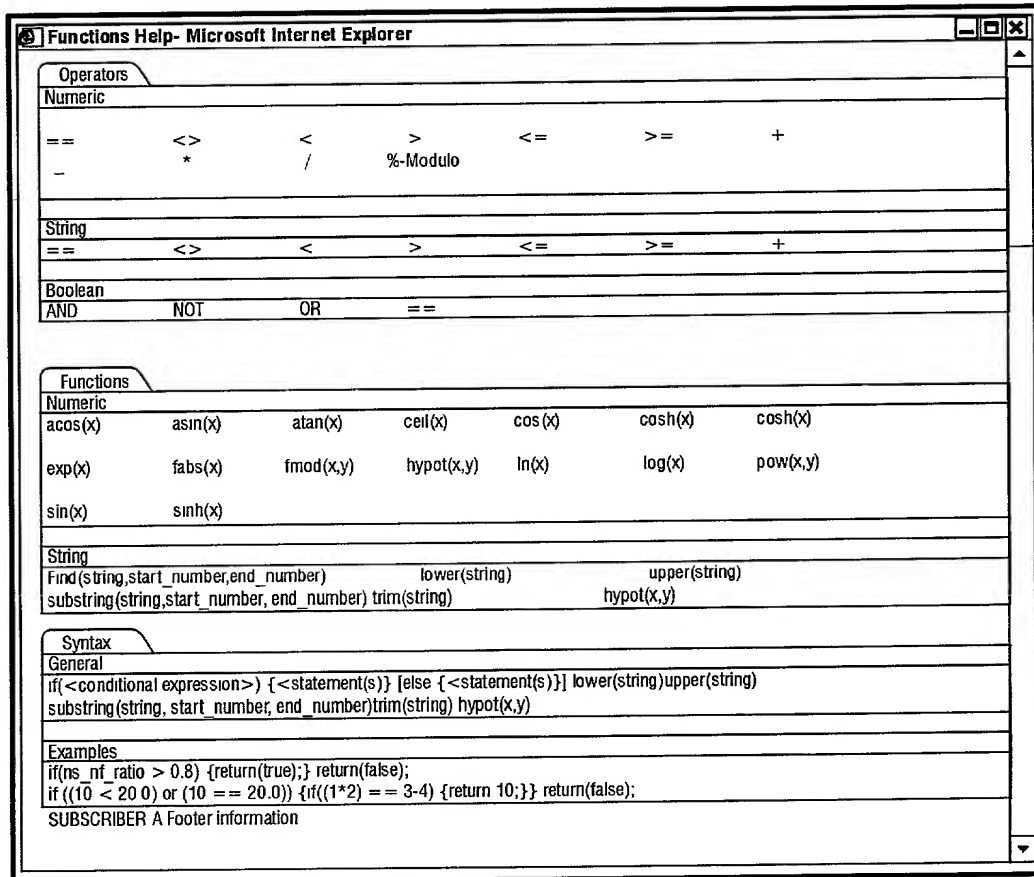 Functions Help- Microsoft Internet Explorer
Operators
Numeric
== <> < > <= >= +
– * / %-Modulo
String
== <> < > <= >= +
Boolean
AND NOT OR ==
Functions
Numeric
acos(x) asin(x) atan(x) ceil(x) cos(x) cosh(x) cosh(x)
exp(x) fabs(x) fmod(x,y) hypot(x,y) ln(x) log(x) pow(x,y)
sin(x) sinh(x)
String
Find(string,start_number,end_number) lower(string) upper(string)
substring(string,start_number, end_number) trim(string) hypot(x,y)
Syntax
General
if(<conditional expression>) {<statement(s)} [else {<statement(s)}] lower(string)upper(string)
substring(string, start_number, end_number)trim(string) hypot(x,y)
Examples
if(ns_nf_ratio > 0.8) {return(true);} return(false);
if ((10 < 20 0) or (10 == 20.0)) {if((1*2) == 3-4) {return 10;}} return(false);
SUBSCRIBER A Footer information